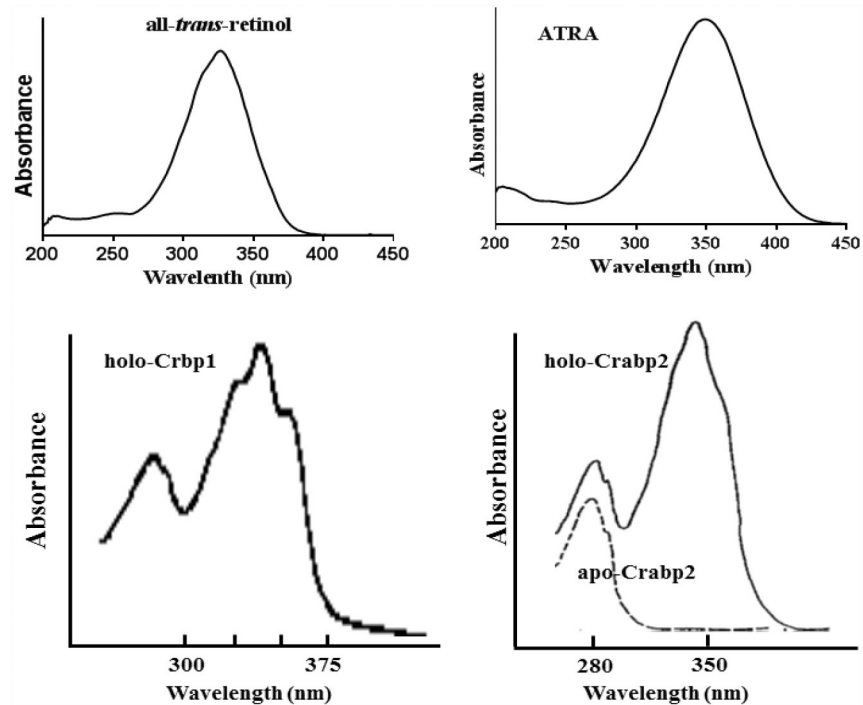 all-trans-retinol
Absorbance
200 250 300 350 400 450
Wavelenth (nm)
ATRA
Absorbance
200 250 300 350 400 450
Wavelength (nm)
holo-Crbp1
Absorbance
300 375
Wavelength (nm)
holo-Crabp2
apo-Crabp2
Absorbance
280 350
Wavelength (nm)